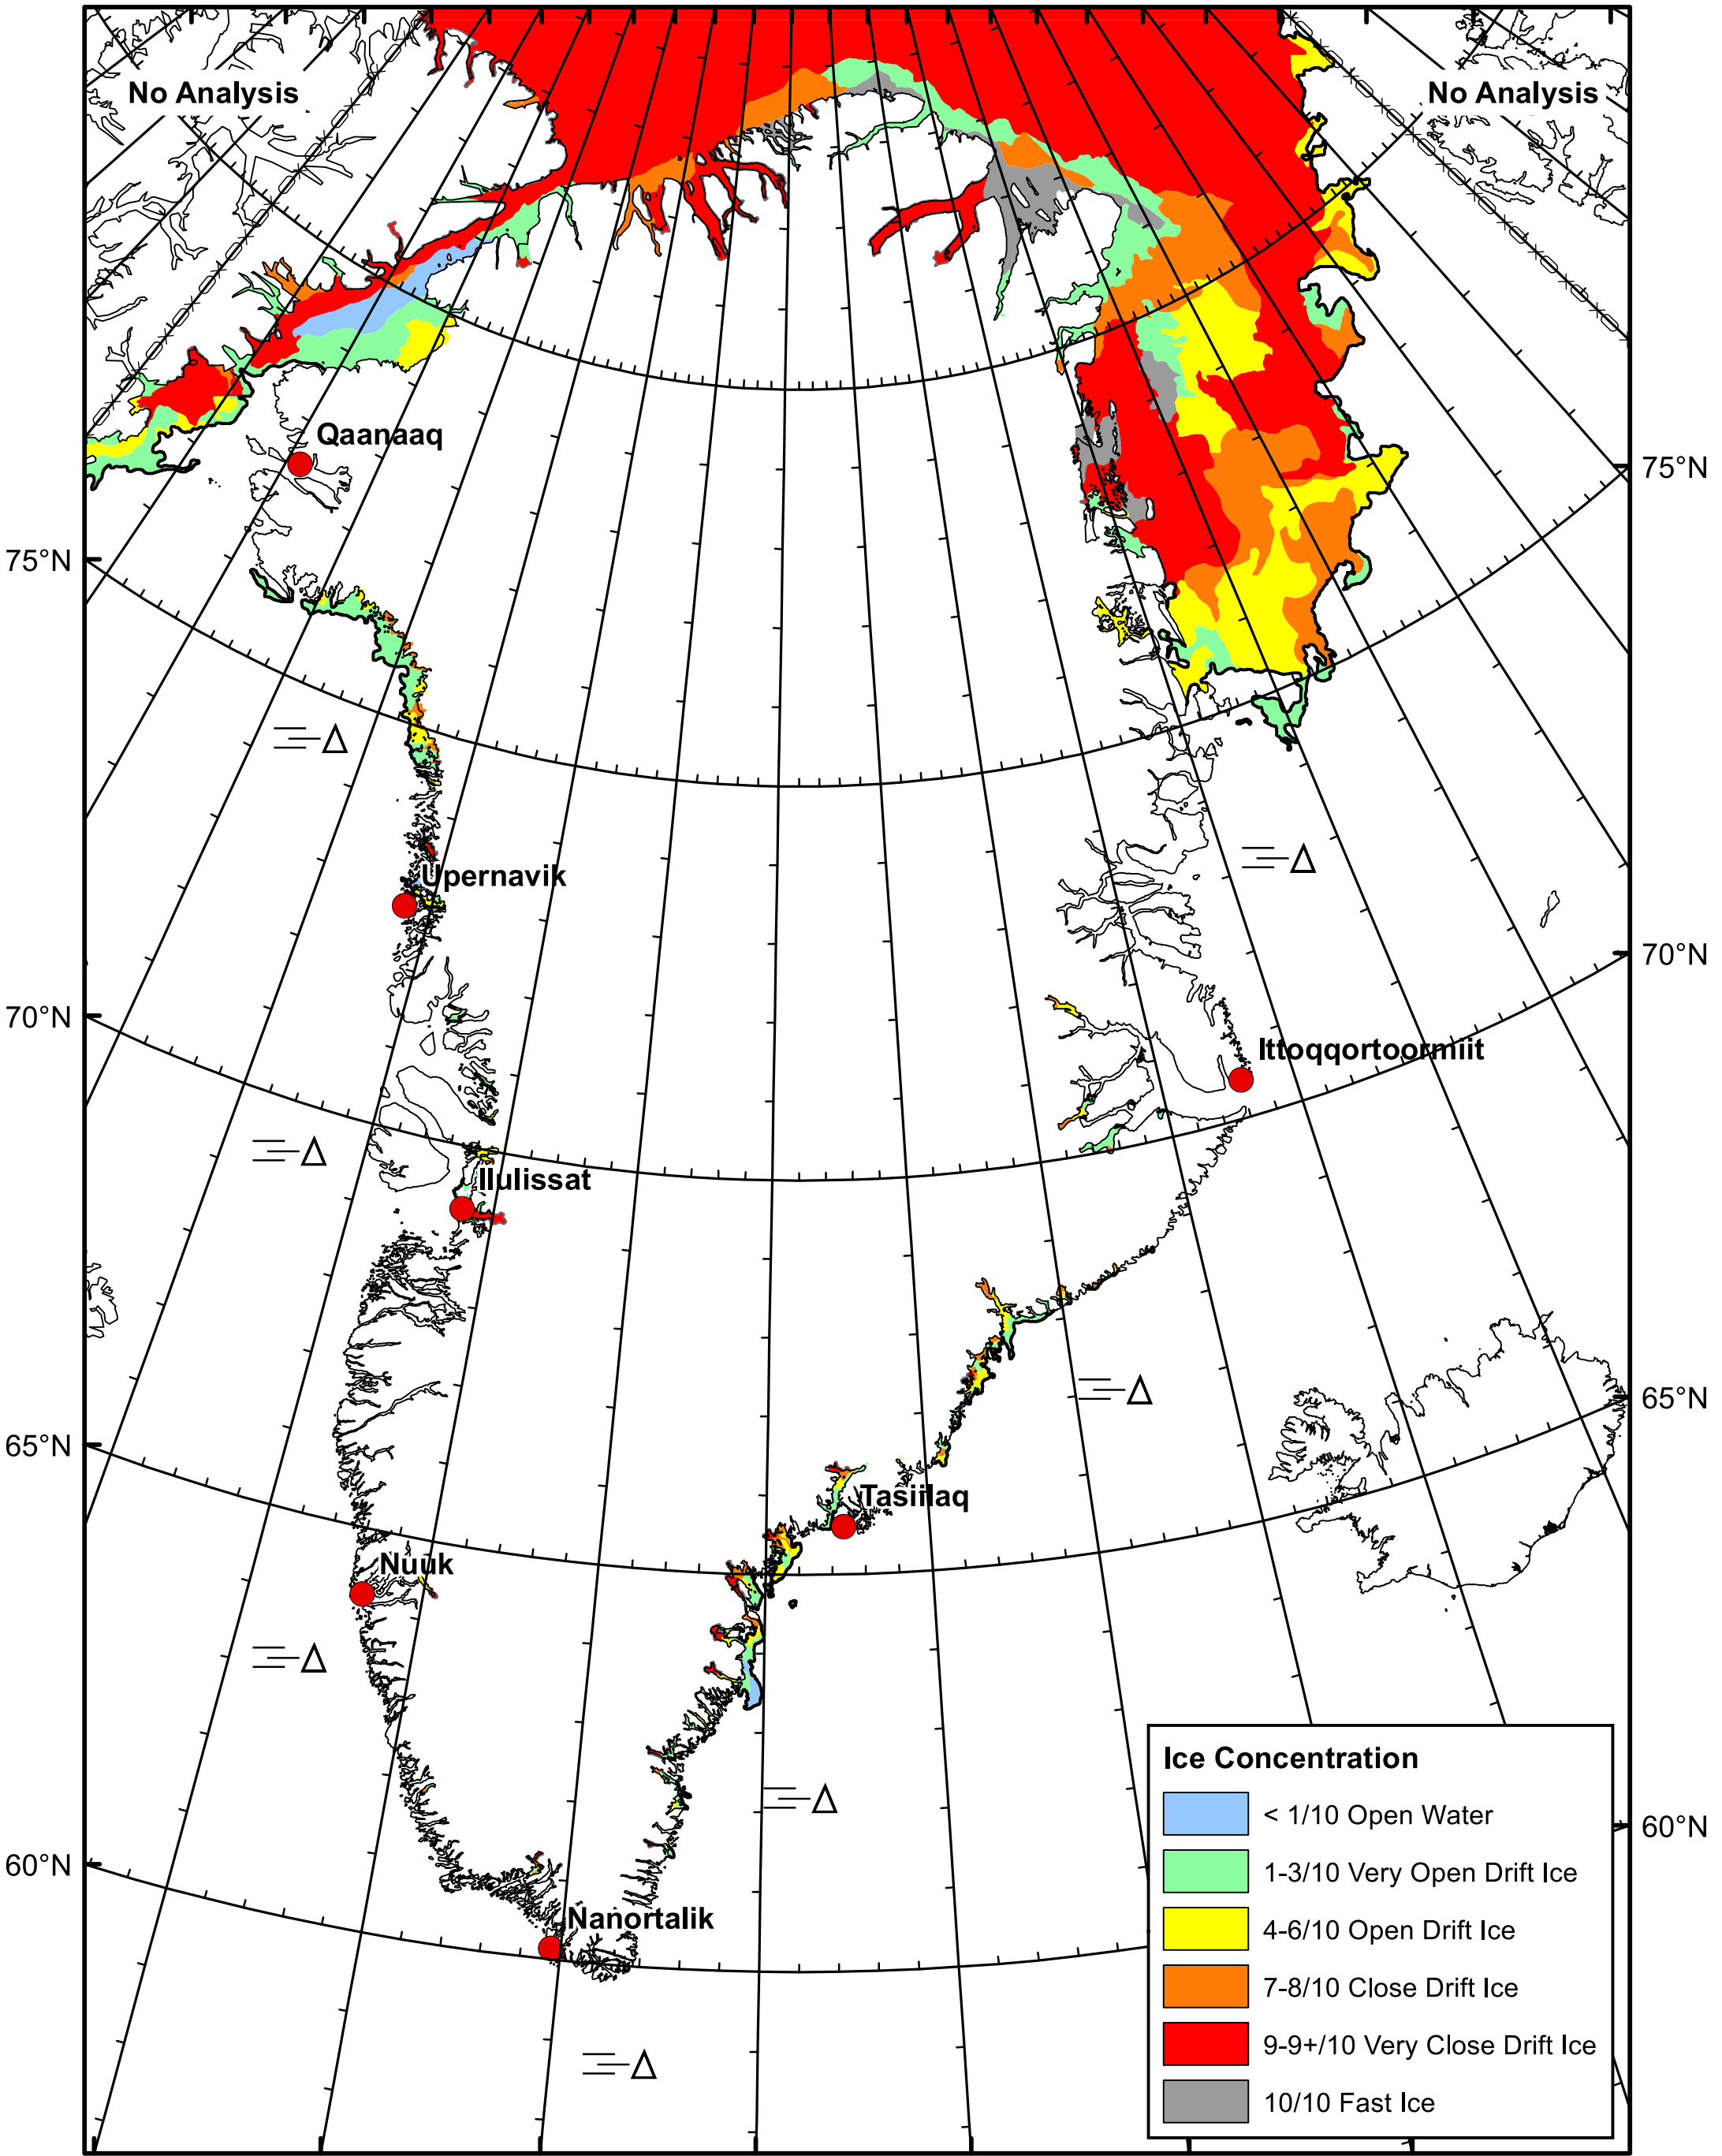 No Analysis
No Analysis
Qaanaaq
75°N
75°N
Upernavik
70°N
70°N
Ittoqqortoormiit
Ilulissat
65°N
65°N
Tasiilaq
Nuuk
Ice Concentration
< 1/10 Open Water
60°N
60°N
1-3/10 Very Open Drift Ice
Nanortalik
4-6/10 Open Drift Ice
7-8/10 Close Drift Ice
9-9+/10 Very Close Drift Ice
10/10 Fast Ice